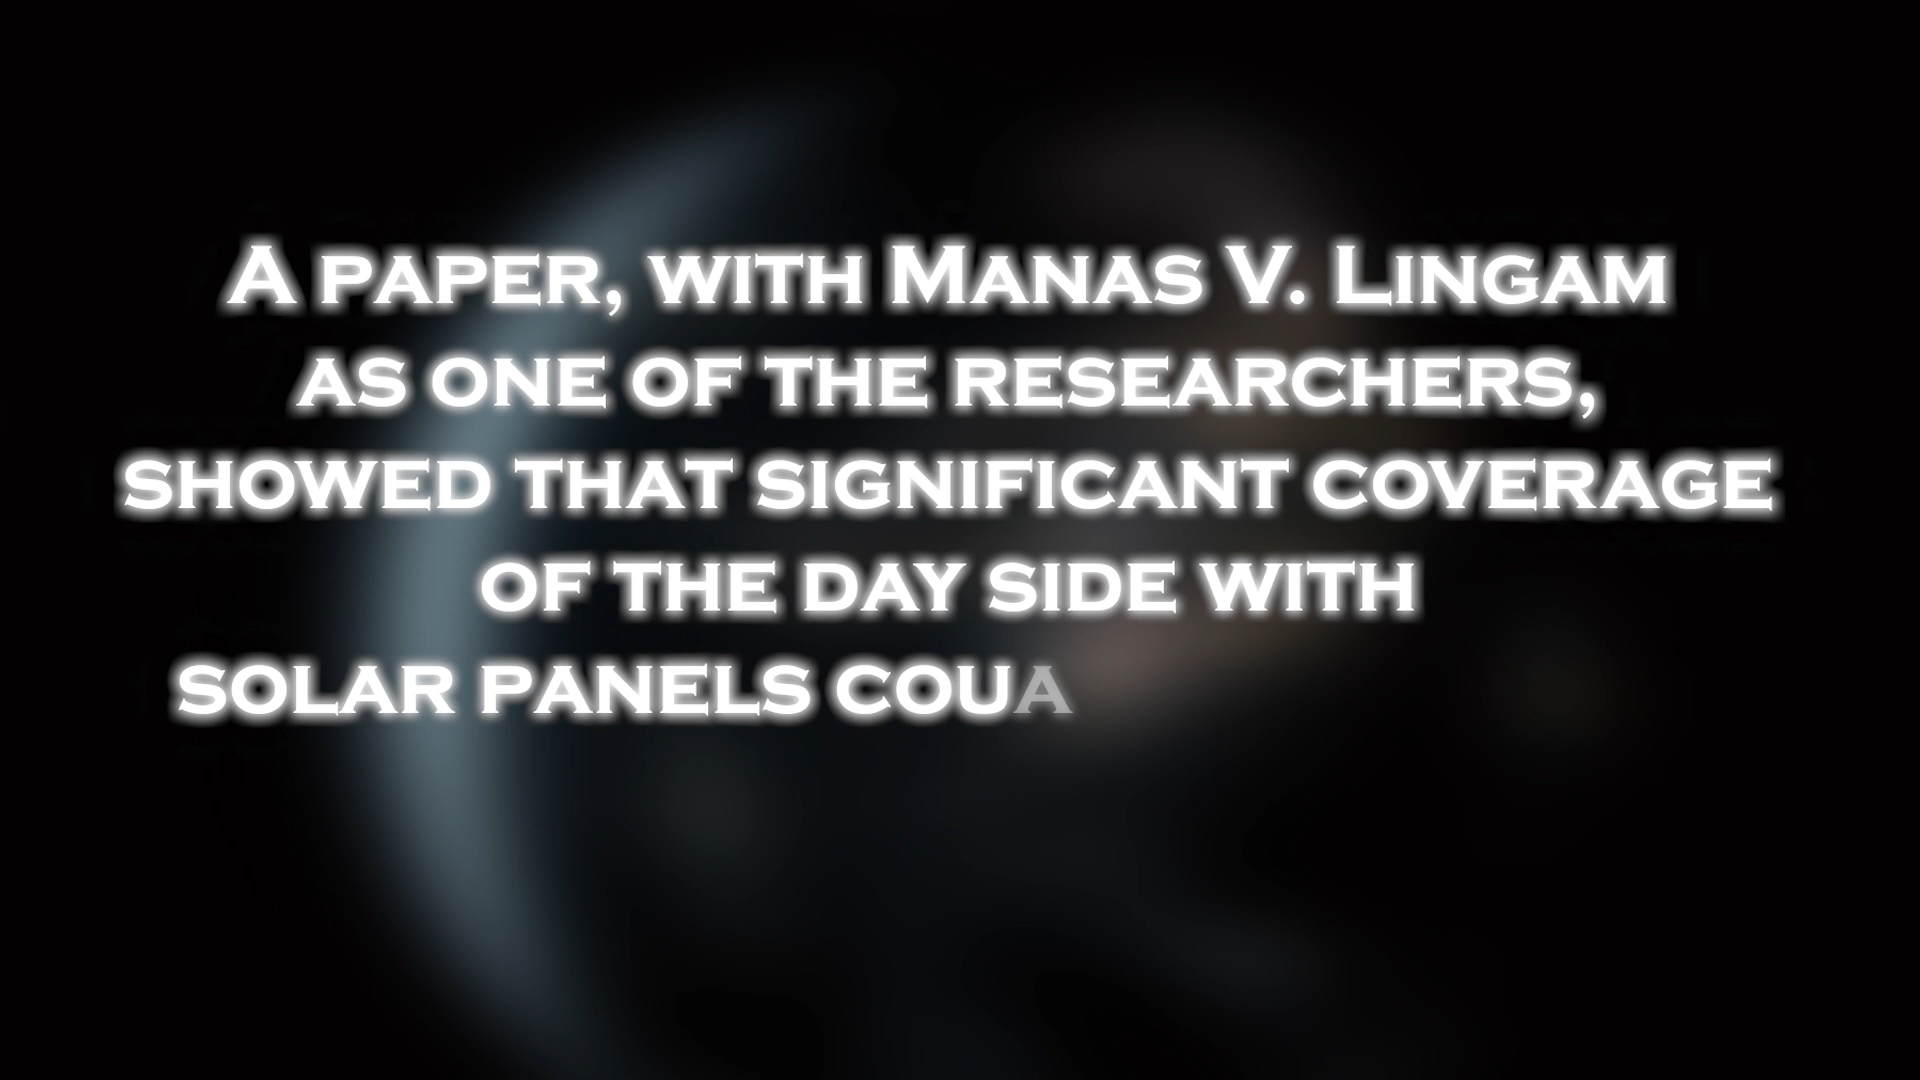 A PAPER, WITH MANAS V. LINGAM
AS ONE OF THE RESEARCHERS,
SHOWED THAT SIGNIFICANT COVERAGE
OF THE DAY SIDE WITH
SOLAR PANELS COUA